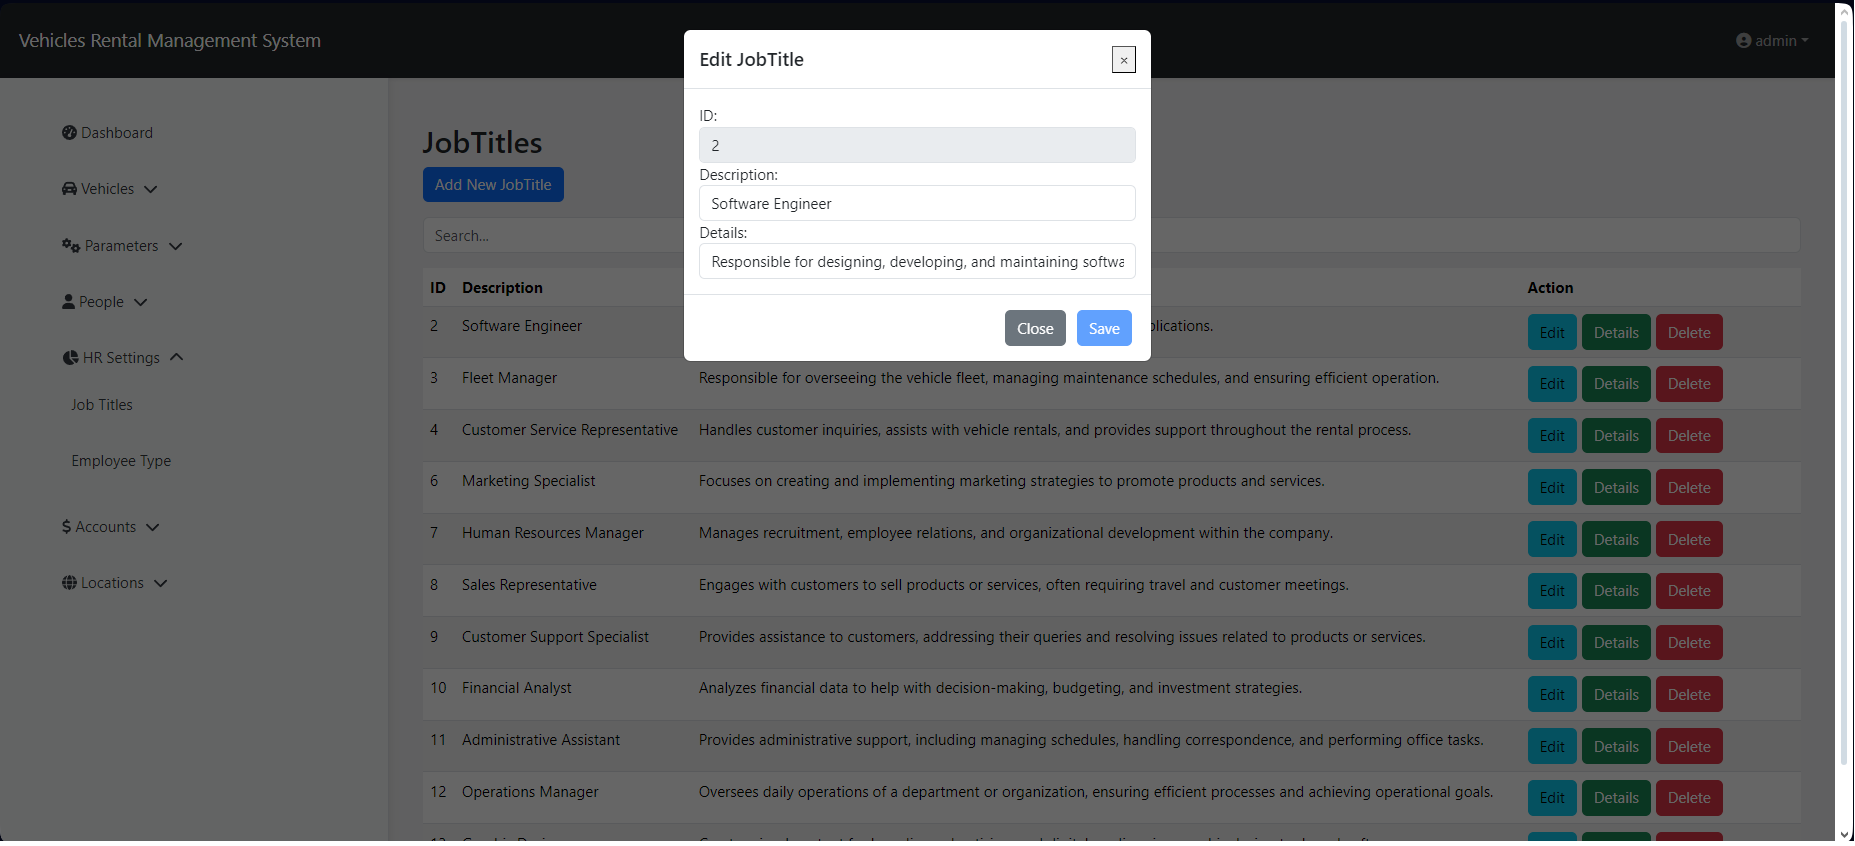 Vehicles Rental Management System
admin
Edit JobTitle
×
ID:
2
Description:
Software Engineer
Details:
Responsible for designing, developing, and maintaining softwa
Close Save
Dashboard
Vehicles
Parameters
People
HR Settings
Job Titles
Employee Type
Accounts
Locations
JobTitles
Add New JobTitle
Search...
ID Description Action
2 Software Engineer plications. Edit Details Delete
3 Fleet Manager Responsible for overseeing the vehicle fleet, managing maintenance schedules, and ensuring efficient operation. Edit Details Delete
4 Customer Service Representative Handles customer inquiries, assists with vehicle rentals, and provides support throughout the rental process. Edit Details Delete
6 Marketing Specialist Focuses on creating and implementing marketing strategies to promote products and services. Edit Details Delete
7 Human Resources Manager Manages recruitment, employee relations, and organizational development within the company. Edit Details Delete
8 Sales Representative Engages with customers to sell products or services, often requiring travel and customer meetings. Edit Details Delete
9 Customer Support Specialist Provides assistance to customers, addressing their queries and resolving issues related to products or services. Edit Details Delete
10 Financial Analyst Analyzes financial data to help with decision-making, budgeting, and investment strategies. Edit Details Delete
11 Administrative Assistant Provides administrative support, including managing schedules, handling correspondence, and performing office tasks. Edit Details Delete
12 Operations Manager Oversees daily operations of a department or organization, ensuring efficient processes and achieving operational goals. Edit Details Delete